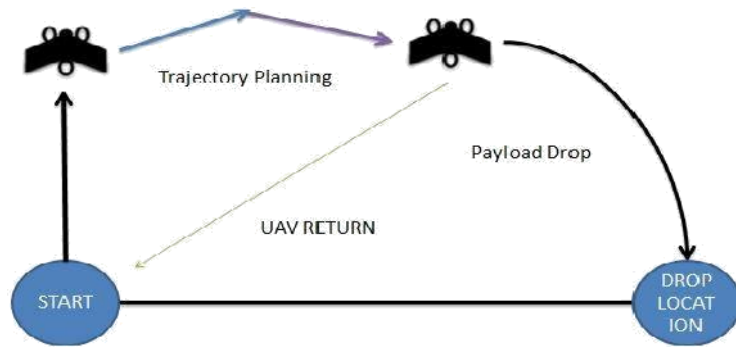 Trajectory Planning
Payload Drop
UAV RETURN
START
DROP
LOCAT
ION